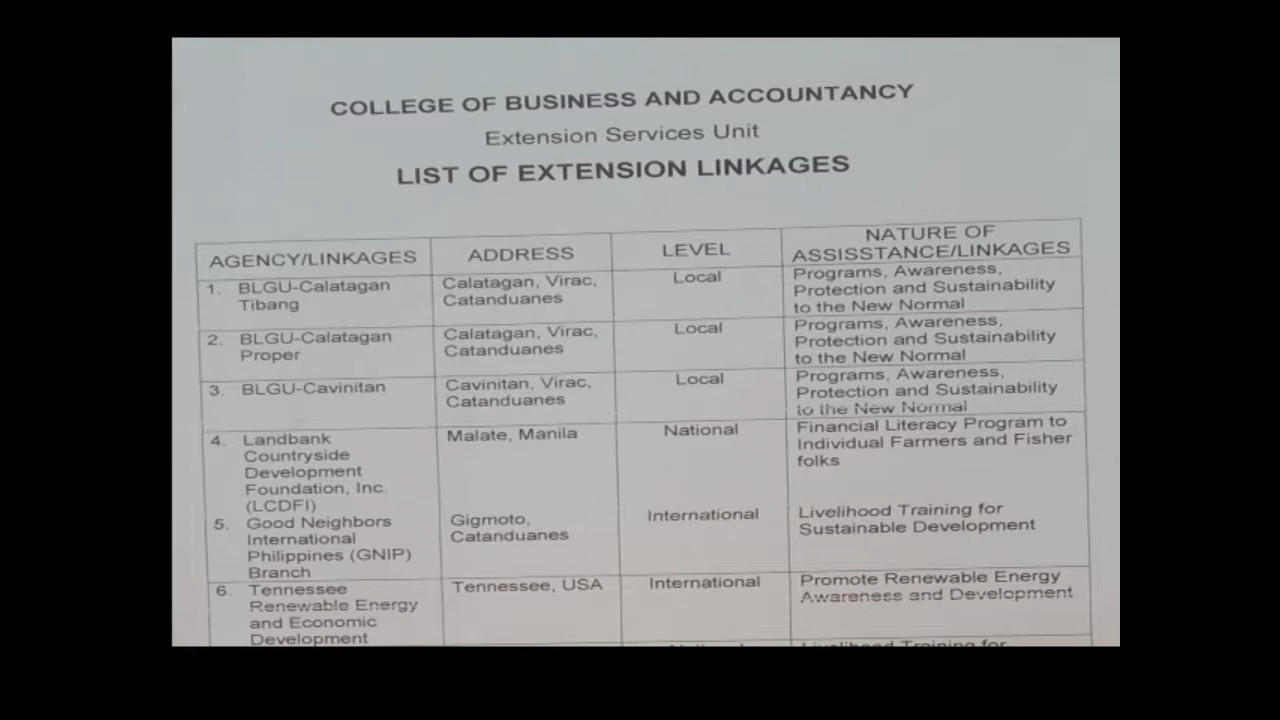 COLLEGE OF BUSINESS AND ACCOUNTANCY
Extension Services Unit
LIST OF EXTENSION LINKAGES
AGENCY/LINKAGES ADDRESS LEVEL NATURE OF
ASSISSTANCE/LINKAGES
1. BLGU-Calatagan Calatagan, Virac, Local Programs, Awareness,
Tibang Catanduanes Protection and Sustainability
to the New Normal
2. BLGU-Calatagan Calatagan, Virac, Local Programs, Awareness,
Proper Catanduanes Protection and Sustainability
to the New Normal
3. BLGU-Cavinitan Cavinitan, Virac, Local Programs, Awareness,
Catanduanes Protection and Sustainability
to the New Normal
4. Landbank Malate, Manila National Financial Literacy Program to
Countryside Individual Farmers and Fisher
Development folks
Foundation, Inc.
(LCDFI)
5. Good Neighbors Gigmoto, International Livelihood Training for
International Catanduanes Sustainable Development
Philippines (GNIP)
Branch
6. Tennessee Tennessee, USA International Promote Renewable Energy
Renewable Energy Awareness and Development
and Economic
Development
National Livelihood Training for